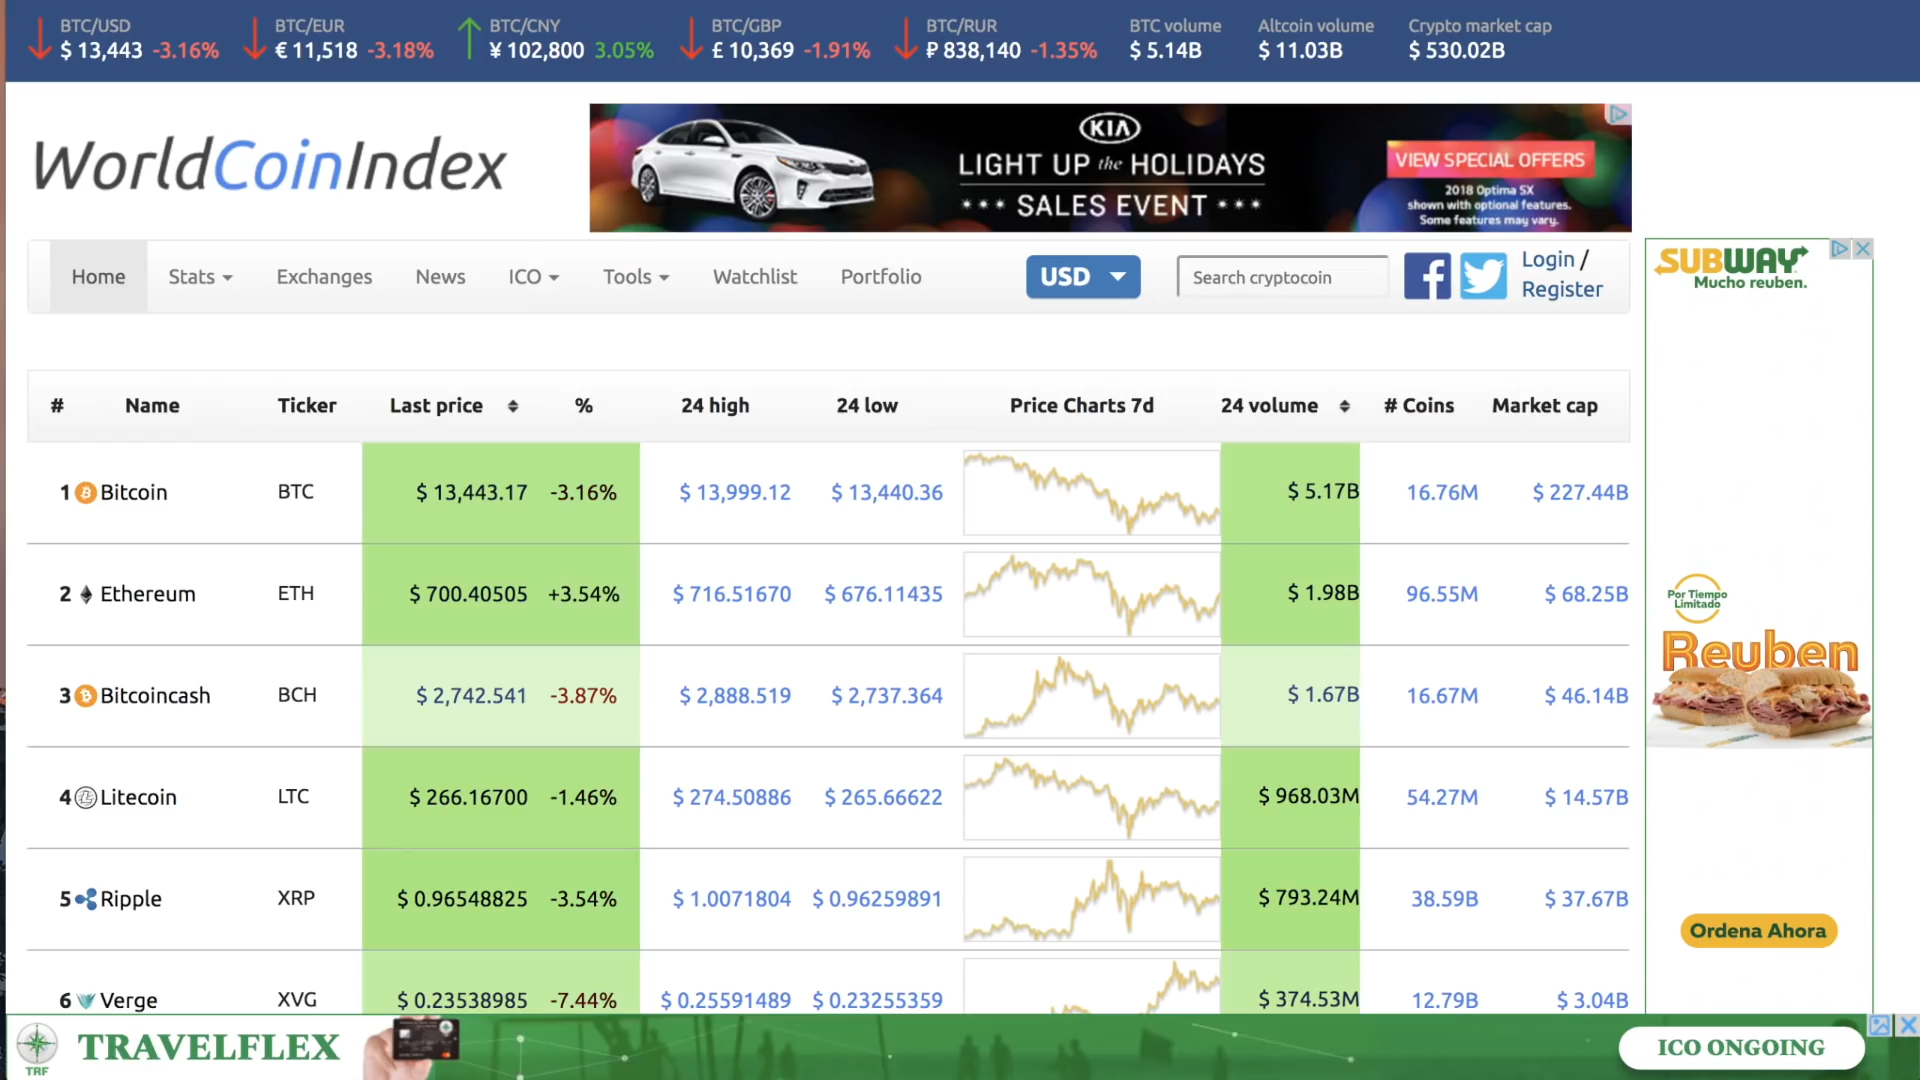 BTC/USD
$ 13,443 -3.16%
BTC/EUR
€ 11,518 -3.18%
BTC/CNY
¥ 102,800 3.05%
BTC/GBP
£ 10,369 -1.91%
BTC/RUR
₽ 838,140 -1.35%
BTC volume
$ 5.14B
Altcoin volume
$ 11.03B
Crypto market cap
$ 530.02B
WorldCoinIndex
KIA
LIGHT UP the HOLIDAYS
*** SALES EVENT ***
VIEW SPECIAL OFFERS
2018 Optima SX
shown with optional features.
Some features may vary.
Home Stats Exchanges News ICO Tools Watchlist Portfolio USD Search cryptocoin Login / Register
SUBWAY
Mucho reuben.
# Name Ticker Last price % 24 high 24 low Price Charts 7d 24 volume # Coins Market cap
1 Bitcoin BTC $ 13,443.17 -3.16% $ 13,999.12 $ 13,440.36 $ 5.17B 16.76M $ 227.44B
2 Ethereum ETH $ 700.40505 +3.54% $ 716.51670 $ 676.11435 $ 1.98B 96.55M $ 68.25B
3 Bitcoincash BCH $ 2,742.541 -3.87% $ 2,888.519 $ 2,737.364 $ 1.67B 16.67M $ 46.14B
4 Litecoin LTC $ 266.16700 -1.46% $ 274.50886 $ 265.66622 $ 968.03M 54.27M $ 14.57B
5 Ripple XRP $ 0.96548825 -3.54% $ 1.0071804 $ 0.96259891 $ 793.24M 38.59B $ 37.67B
6 Verge XVG $ 0.23538985 -7.44% $ 0.25591489 $ 0.23255359 $ 374.53M 12.79B $ 3.04B
Por Tiempo
Limitado
Reuben
Ordena Ahora
TRF
TRAVELFLEX
ICO ONGOING